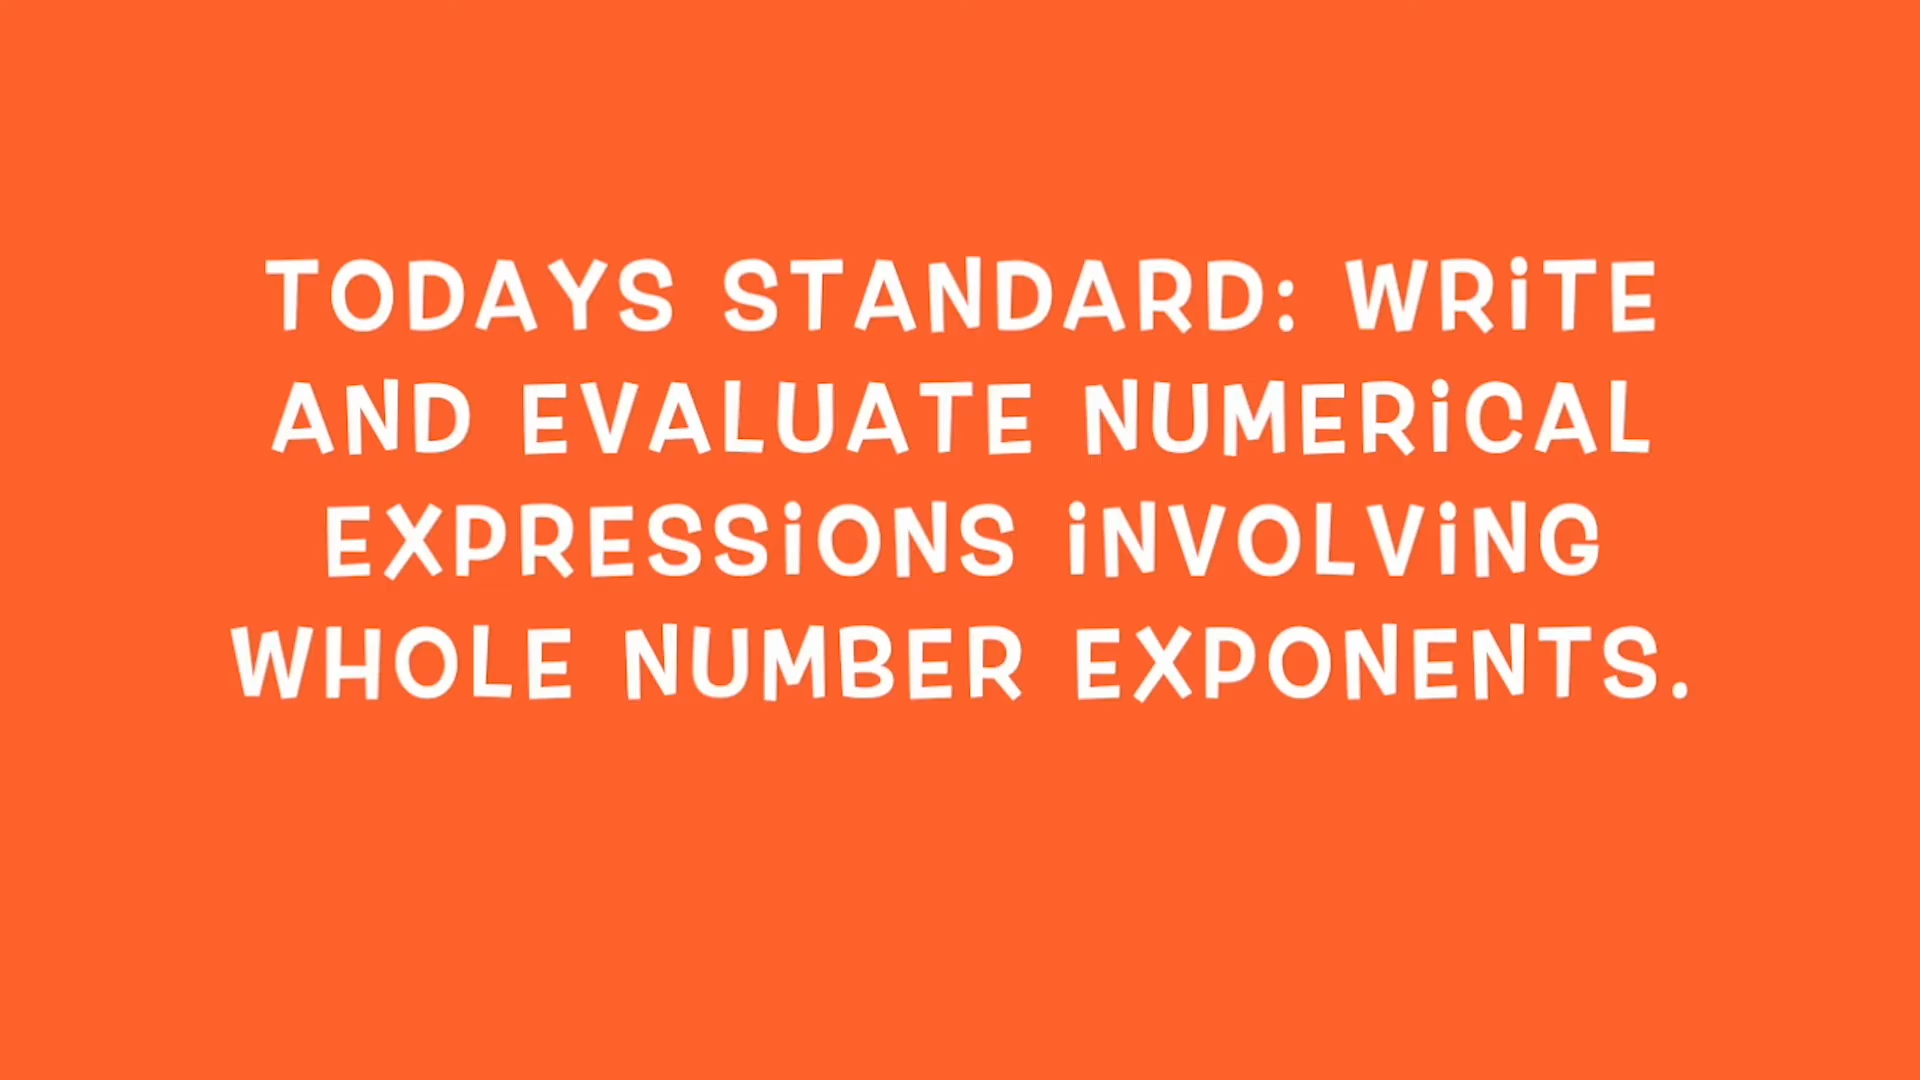 TODAYS STANDARD: WRiTE
AND EVALUATE NUMERiCAL
EXPRESSiONS iNVOLViNG
WHOLE NUMBER EXPONENTS.